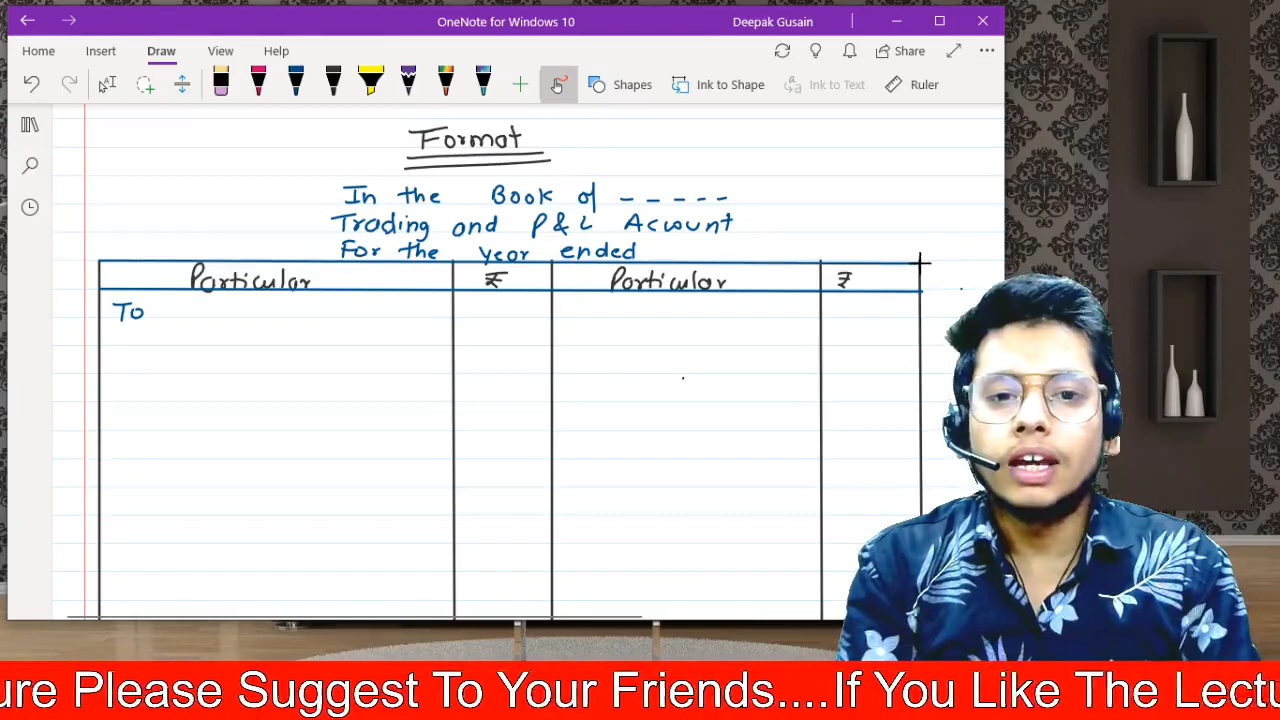 OneNote for Windows 10
Deepak Gusain
Home Insert Draw View Help
Share
Shapes Ink to Shape Ink to Text Ruler
Format
In the Book of -----
Trading and P&L Account
For the year ended
Particular ₹ Particular ₹
To
ure Please Suggest To Your Friends....If You Like The Lectu